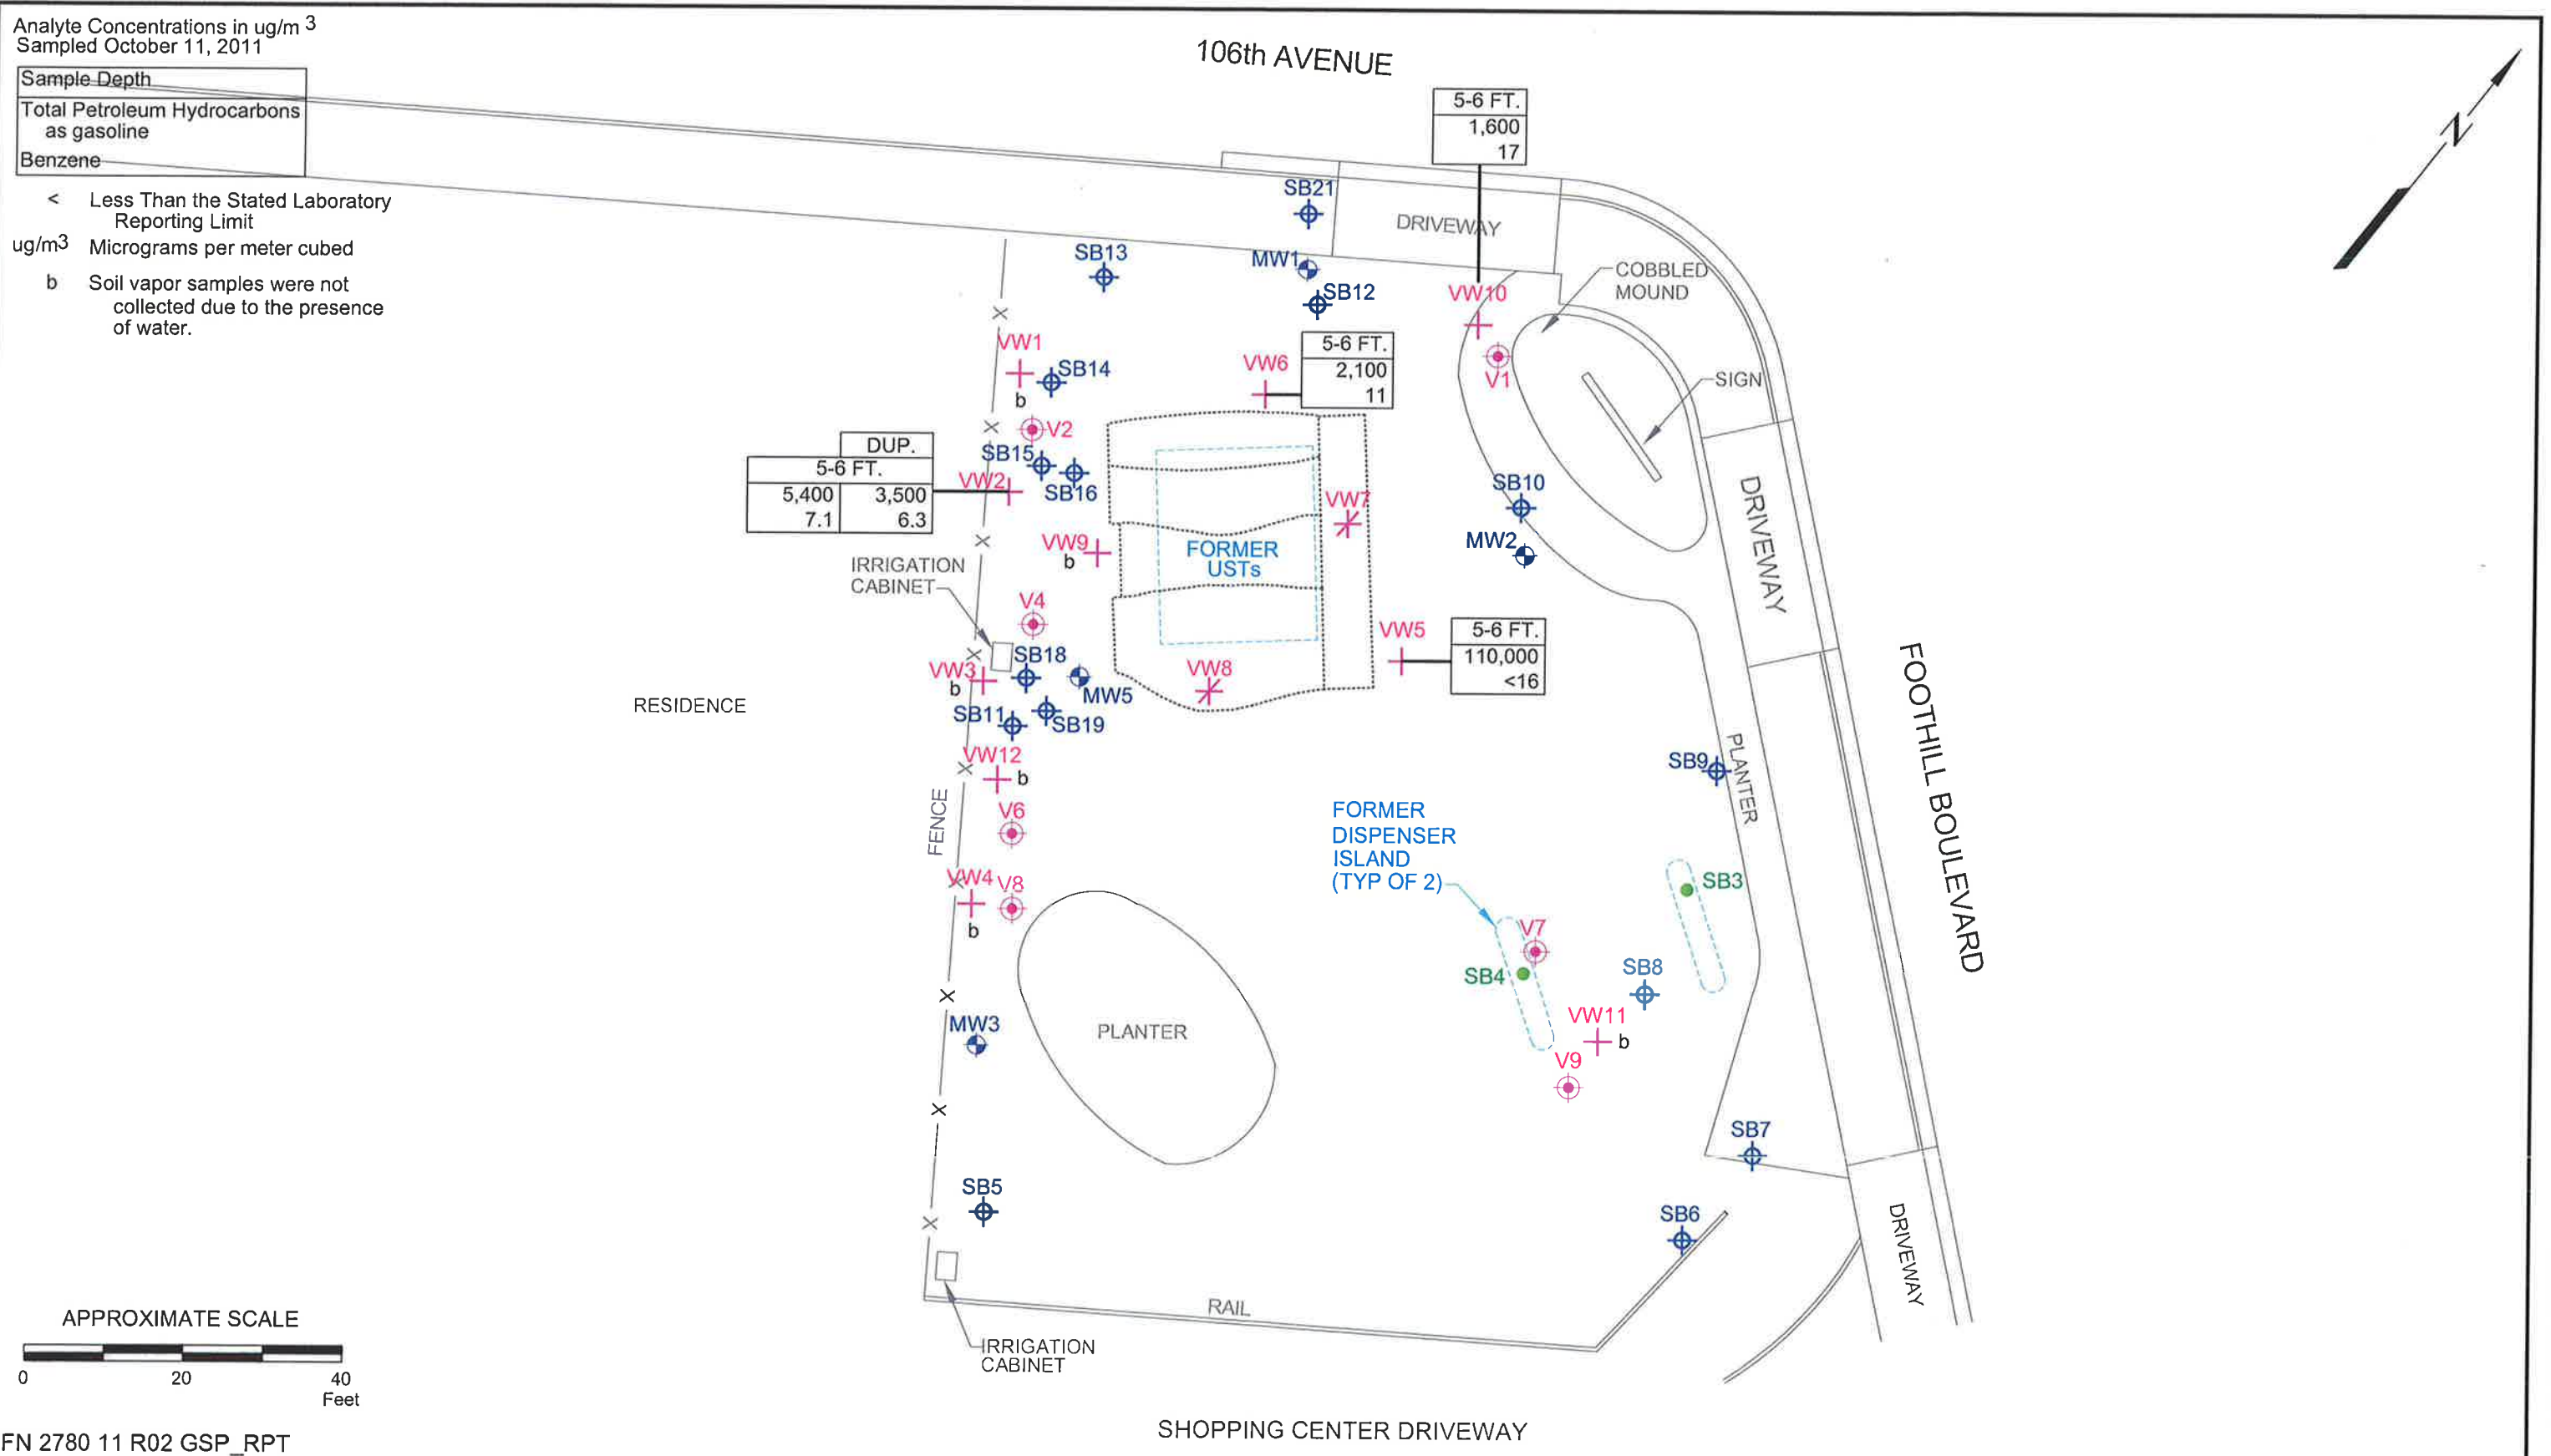 Analyte Concentrations in ug/m 3
Sampled October 11, 2011
Sample Depth
Total Petroleum Hydrocarbons
as gasoline
Benzene
< Less Than the Stated Laboratory
Reporting Limit
ug/m3 Micrograms per meter cubed
b Soil vapor samples were not
collected due to the presence
of water.
106th AVENUE
N
5-6 FT.
1,600
17
SB21
DRIVEWAY
SB13
MW1
SB12
VW10
COBBLED
MOUND
VW1
b
SB14
VW6
5-6 FT.
2,100
11
V1
SIGN
V2
DUP.
5-6 FT.
5,400 3,500
7.1 6.3
SB15
SB16
VW2
VW7
SB10
DRIVEWAY
VW9
b
FORMER
USTs
MW2
IRRIGATION
CABINET
V4
VW5
5-6 FT.
110,000
<16
SB18
VW3
b
MW5
VW8
RESIDENCE
SB11
SB19
FOOTHILL BOULEVARD
VW12
b
SB9
PLANTER
V6
FENCE
FORMER
DISPENSER
ISLAND
(TYP OF 2)
VW4
b
V8
SB3
V7
SB4
SB8
MW3
PLANTER
VW11
b
V9
SB7
SB5
SB6
DRIVEWAY
RAIL
IRRIGATION
CABINET
APPROXIMATE SCALE
0 20 40
Feet
SHOPPING CENTER DRIVEWAY
FN 2780 11 R02 GSP_RPT
X
X
X
X
X
X
X
X
X